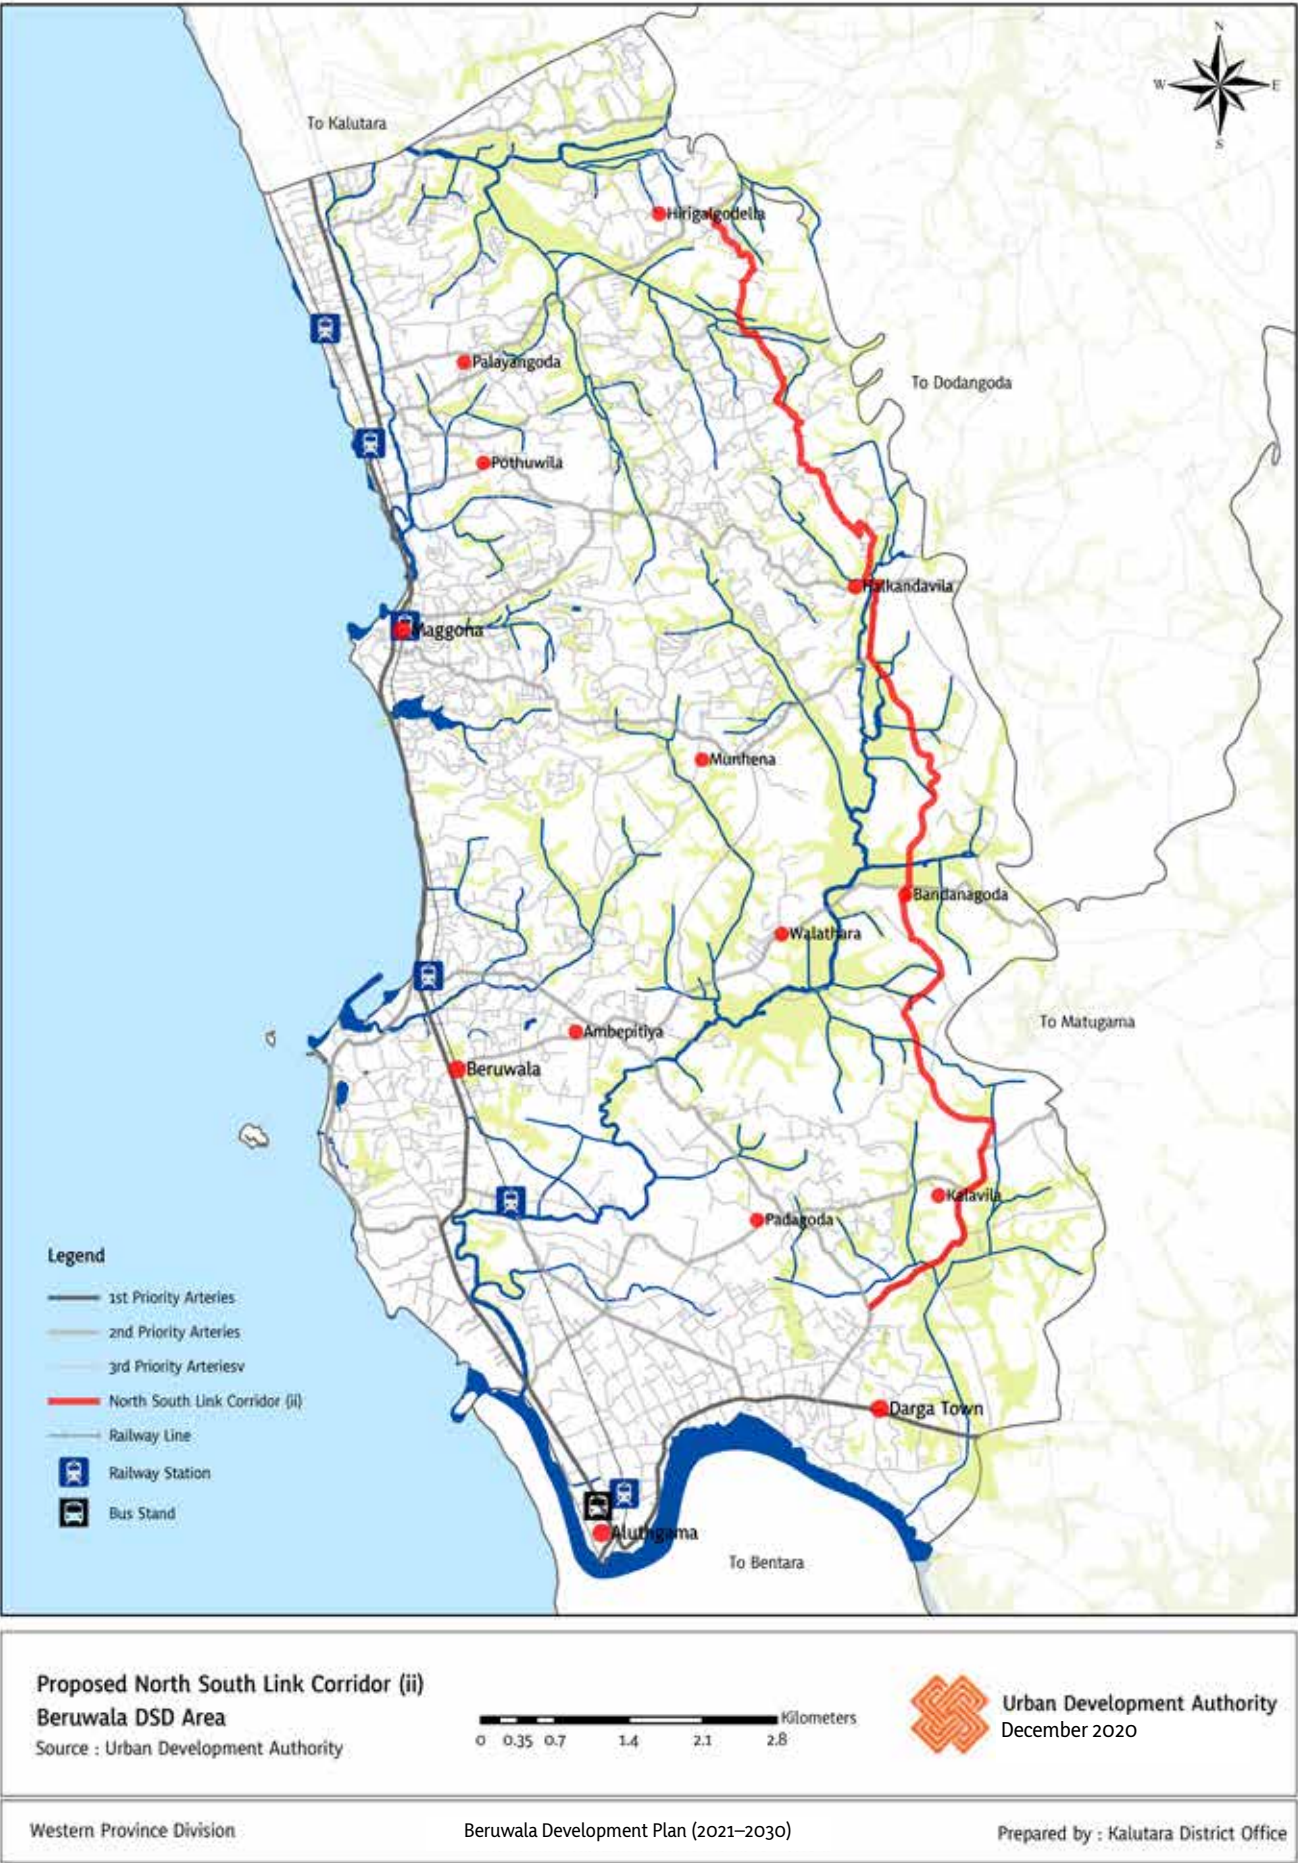 N
W
E
S
To Kalutara
Hirigalgodella
Palayangoda
To Dodangoda
Pothuwila
Halkandavila
Maggona
Munhena
Bandanagoda
Walathara
To Matugama
Ambepitiya
Beruwala
Kalavila
Padagoda
Legend
1st Priority Arteries
2nd Priority Arteries
3rd Priority Arteriesv
North South Link Corridor (ii)
Railway Line
Railway Station
Bus Stand
Darga Town
Aluthgama
To Bentara
Proposed North South Link Corridor (ii)
Beruwala DSD Area
Source : Urban Development Authority
Kilometers
0 0.35 0.7 1.4 2.1 2.8
Urban Development Authority
December 2020
Western Province Division
Beruwala Development Plan (2021–2030)
Prepared by : Kalutara District Office